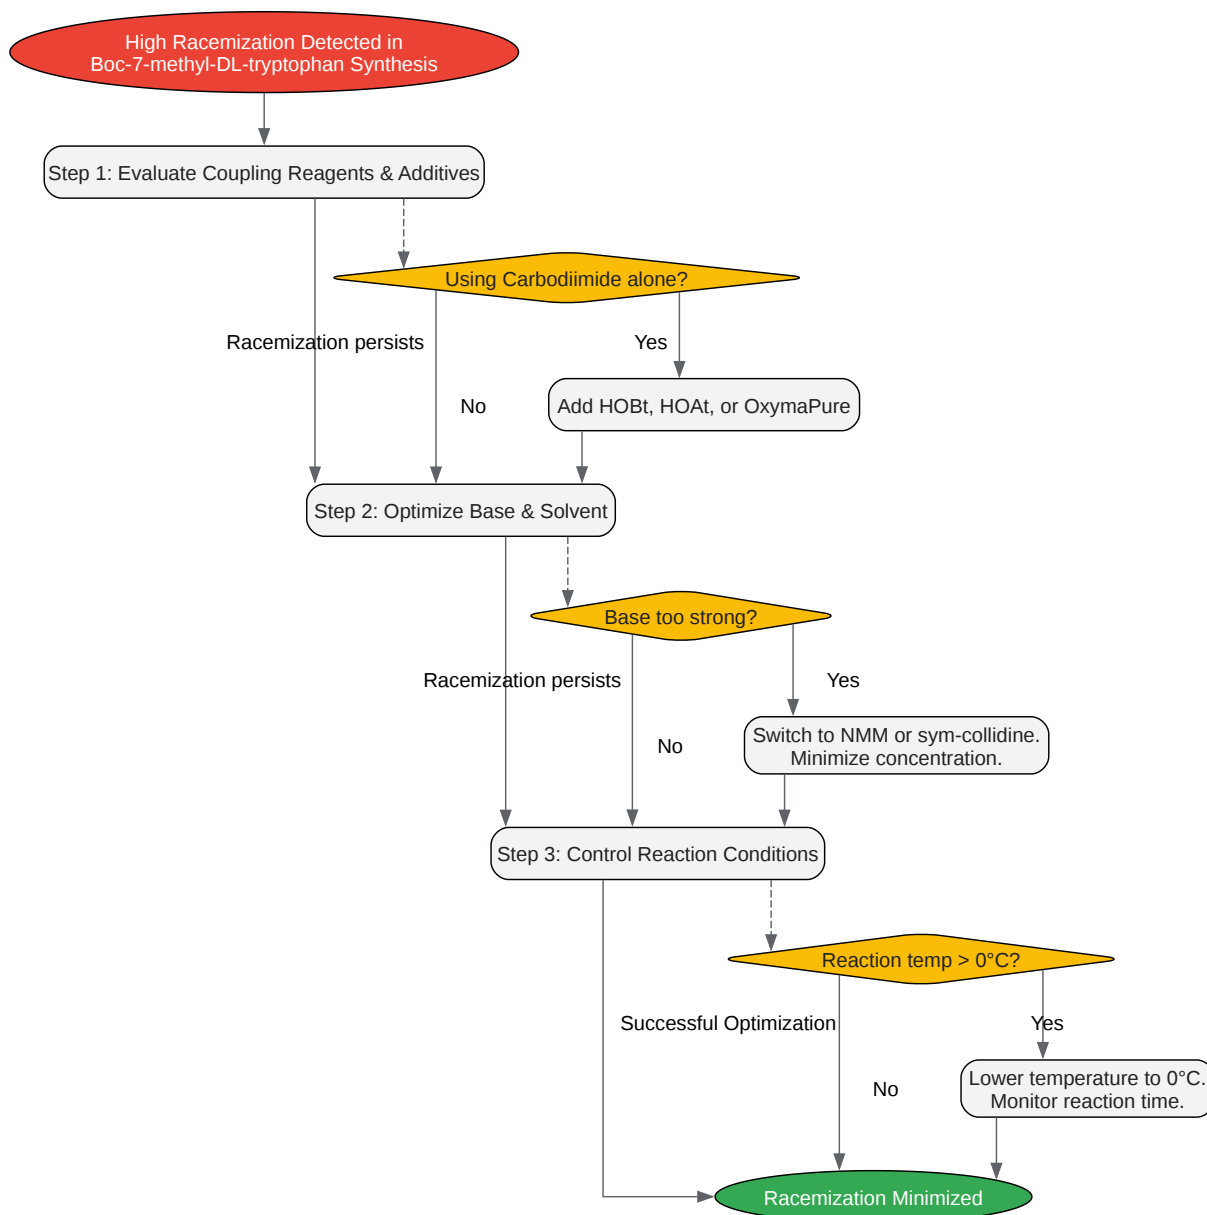 High Racemization Detected in
Boc-7-methyl-DL-tryptophan Synthesis
Step 1: Evaluate Coupling Reagents & Additives
Using Carbodiimide alone?
Racemization persists
Yes
No
Add HOBt, HOAt, or OxymaPure
Step 2: Optimize Base & Solvent
Base too strong?
Racemization persists
Yes
No
Switch to NMM or sym-collidine.
Minimize concentration.
Step 3: Control Reaction Conditions
Reaction temp > 0°C?
Successful Optimization
Yes
No
Lower temperature to 0°C.
Monitor reaction time.
Racemization Minimized